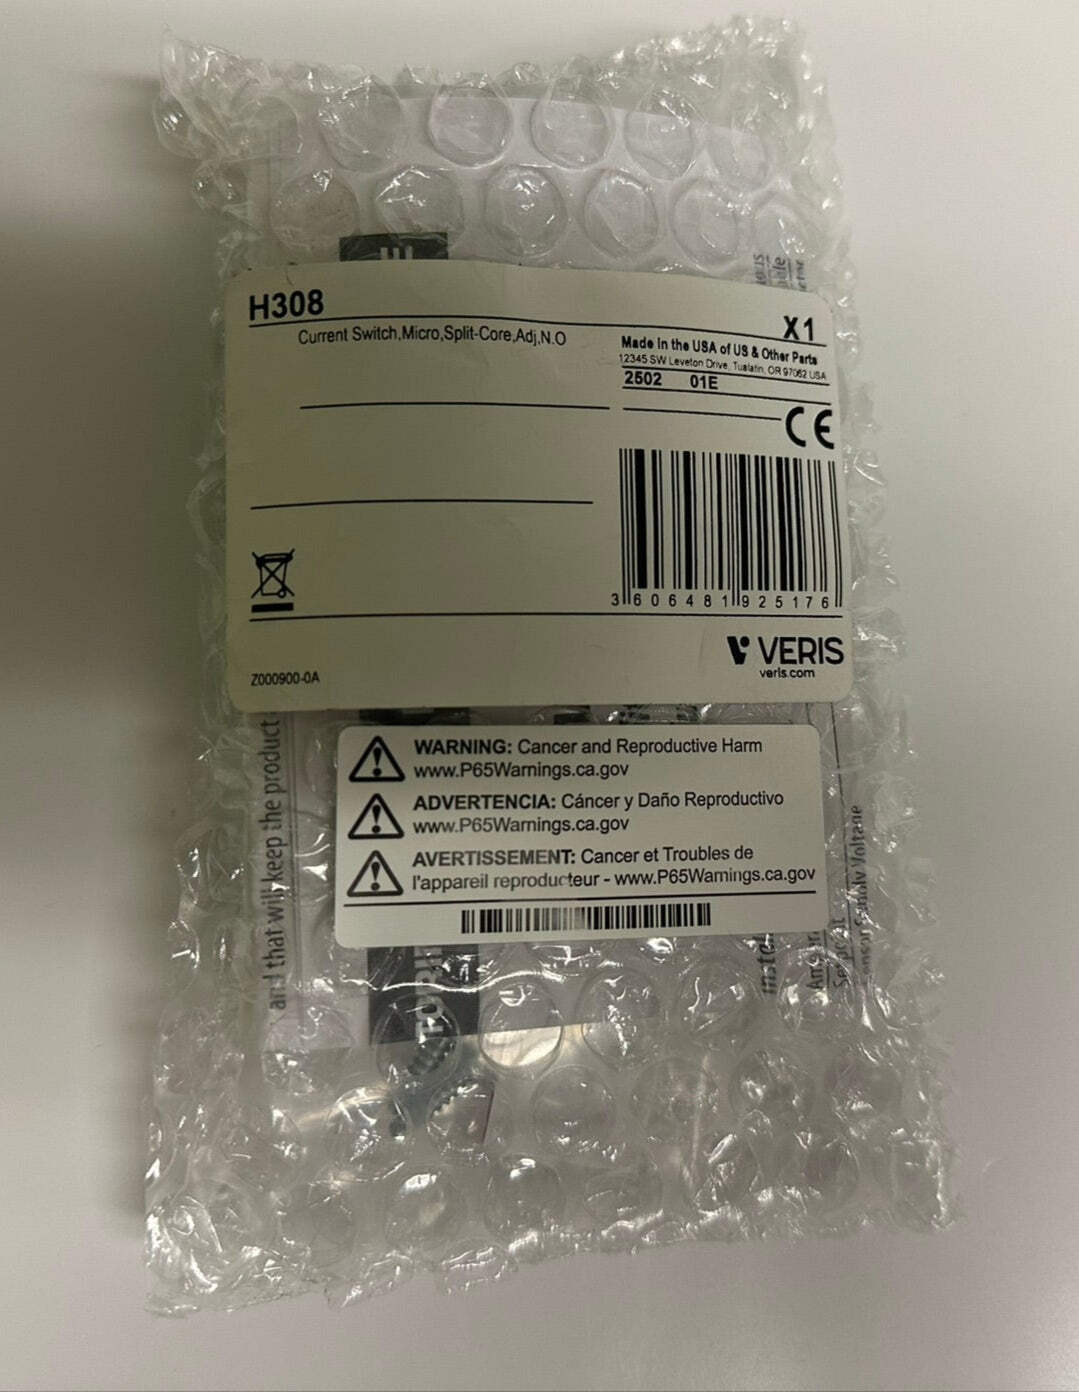 H308
X1
Current Switch,Micro,Split-Core,Adj,N.O
Made in the USA of US & Other Parts
12345 SW Leveton Drive, Tualatin, OR 97062 USA
2502 01E
CE
3 606481 925176
VERIS
veris.com
Z000900-0A
and that will keep the product
WARNING: Cancer and Reproductive Harm
www.P65Warnings.ca.gov
ADVERTENCIA: Cáncer y Daño Reproductivo
www.P65Warnings.ca.gov
AVERTISSEMENT: Cancer et Troubles de
l'appareil reproducteur - www.P65Warnings.ca.gov
Sensor Supply Voltage